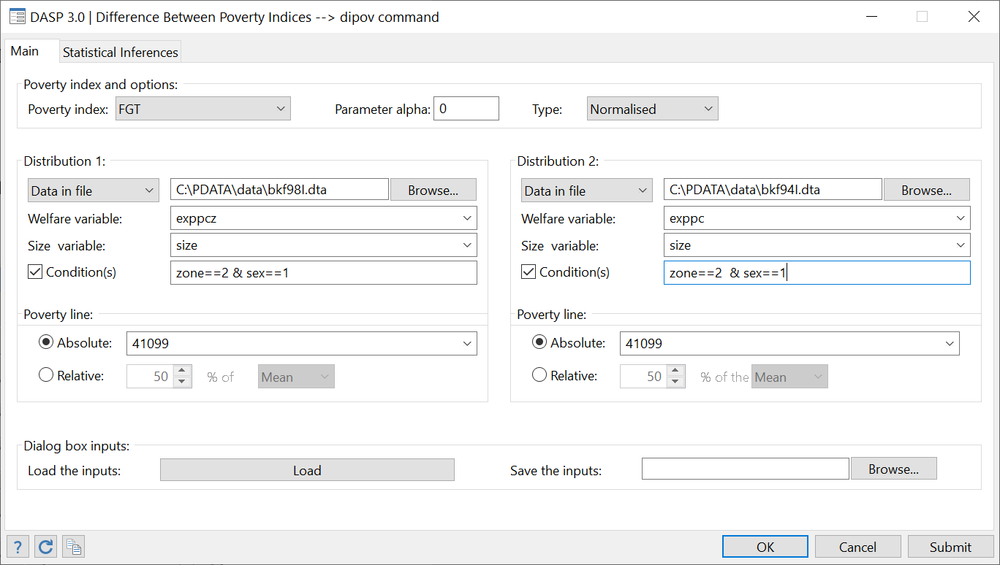 DASP 3.0 | Difference Between Poverty Indices --> dipov command
Main Statistical Inferences
Poverty index and options:
Poverty index: FGT Parameter alpha: 0 Type: Normalised
Distribution 1: Distribution 2:
Data in file C:\PDATA\data\bkf98I.dta Browse... Data in file C:\PDATA\data\bkf94I.dta Browse...
Welfare variable: exppcz Welfare variable: exppc
Size variable: size Size variable: size
Condition(s) zone==2 & sex==1 Condition(s) zone==2  & sex==1
Poverty line: Poverty line:
Absolute: 41099 Absolute: 41099
Relative: 50 % of Mean Relative: 50 % of the Mean
Dialog box inputs:
Load the inputs: Load Save the inputs: Browse...
? OK Cancel Submit